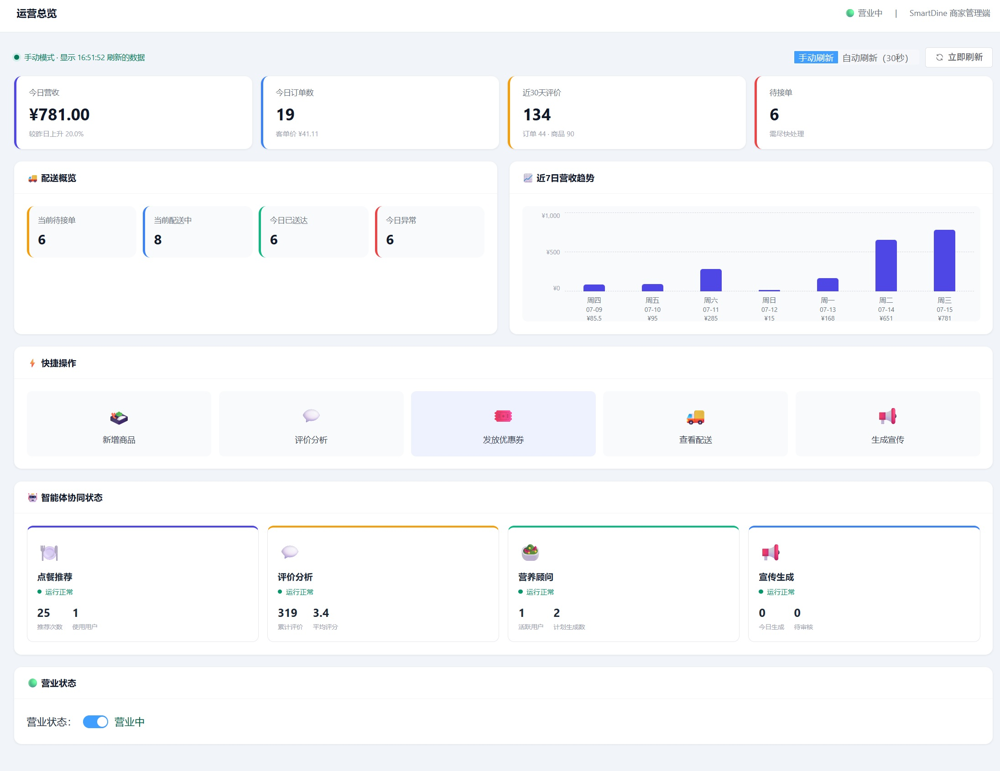 运营总览
营业中 | SmartDine 商家管理端
手动模式 · 显示 16:51:52 刷新的数据
手动刷新 自动刷新（30秒） 立即刷新
今日营收
¥781.00
较昨日上升 20.0%
今日订单数
19
客单价 ¥41.11
近30天评价
134
订单 44 · 商品 90
待接单
6
需尽快处理
配送概览
当前待接单
6
当前配送中
8
今日已送达
6
今日异常
6
近7日营收趋势
¥1,000
¥500
¥0
周四
07-09
¥85.5
周五
07-10
¥95
周六
07-11
¥285
周日
07-12
¥15
周一
07-13
¥168
周二
07-14
¥651
周三
07-15
¥781
快捷操作
新增商品
评价分析
发放优惠券
查看配送
生成宣传
智能体协同状态
点餐推荐
运行正常
25 1
推荐次数 使用用户
评价分析
运行正常
319 3.4
累计评价 平均评分
营养顾问
运行正常
1 2
活跃用户 计划生成数
宣传生成
运行正常
0 0
今日生成 待审核
营业状态
营业状态： 营业中